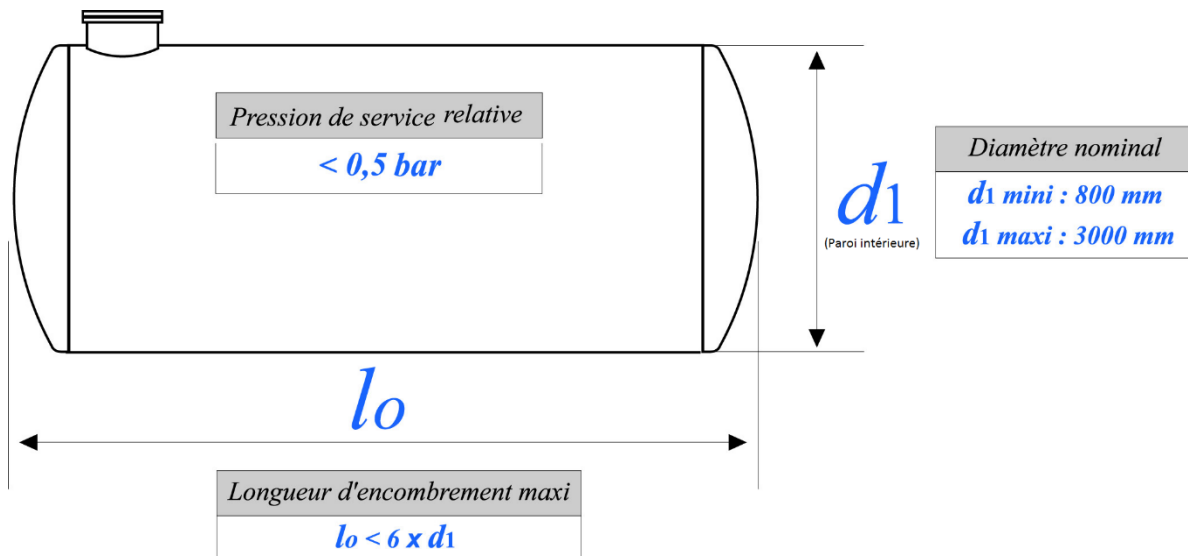 Pression de service relative
< 0,5 bar
d1
(Paroi intérieure)
Diamètre nominal
d1 mini : 800 mm
d1 maxi : 3000 mm
lo
Longueur d'encombrement maxi
lo < 6 x d1